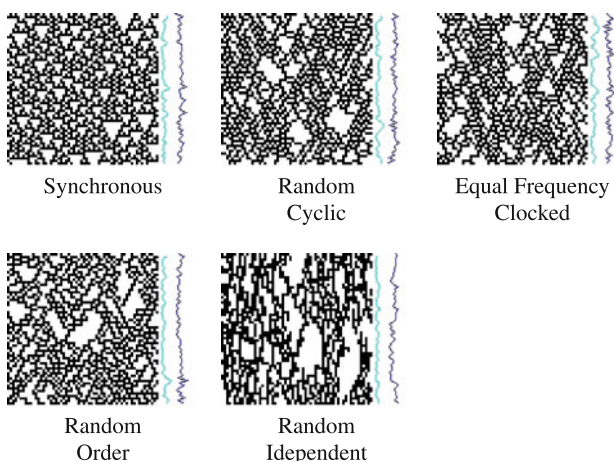 Synchronous
Random
Cyclic
Equal Frequency
Clocked
Random
Order
Random
Idependent